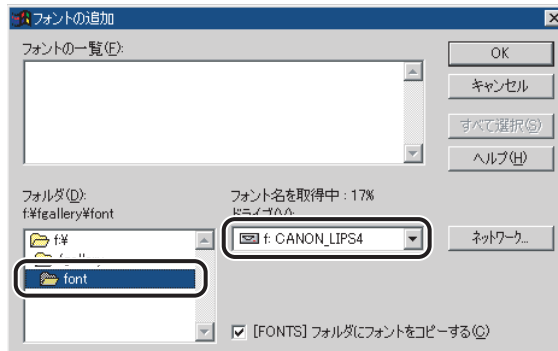 フォントの追加
フォントの一覧(F):
OK
キャンセル
すべて選択(S)
ヘルプ(H)
フォルダ(D):
f:¥fgallery¥font
フォント名を取得中：17%
f:¥
font
f: CANON_LIPS4
ネットワーク...
[FONTS] フォルダにフォントをコピーする(C)